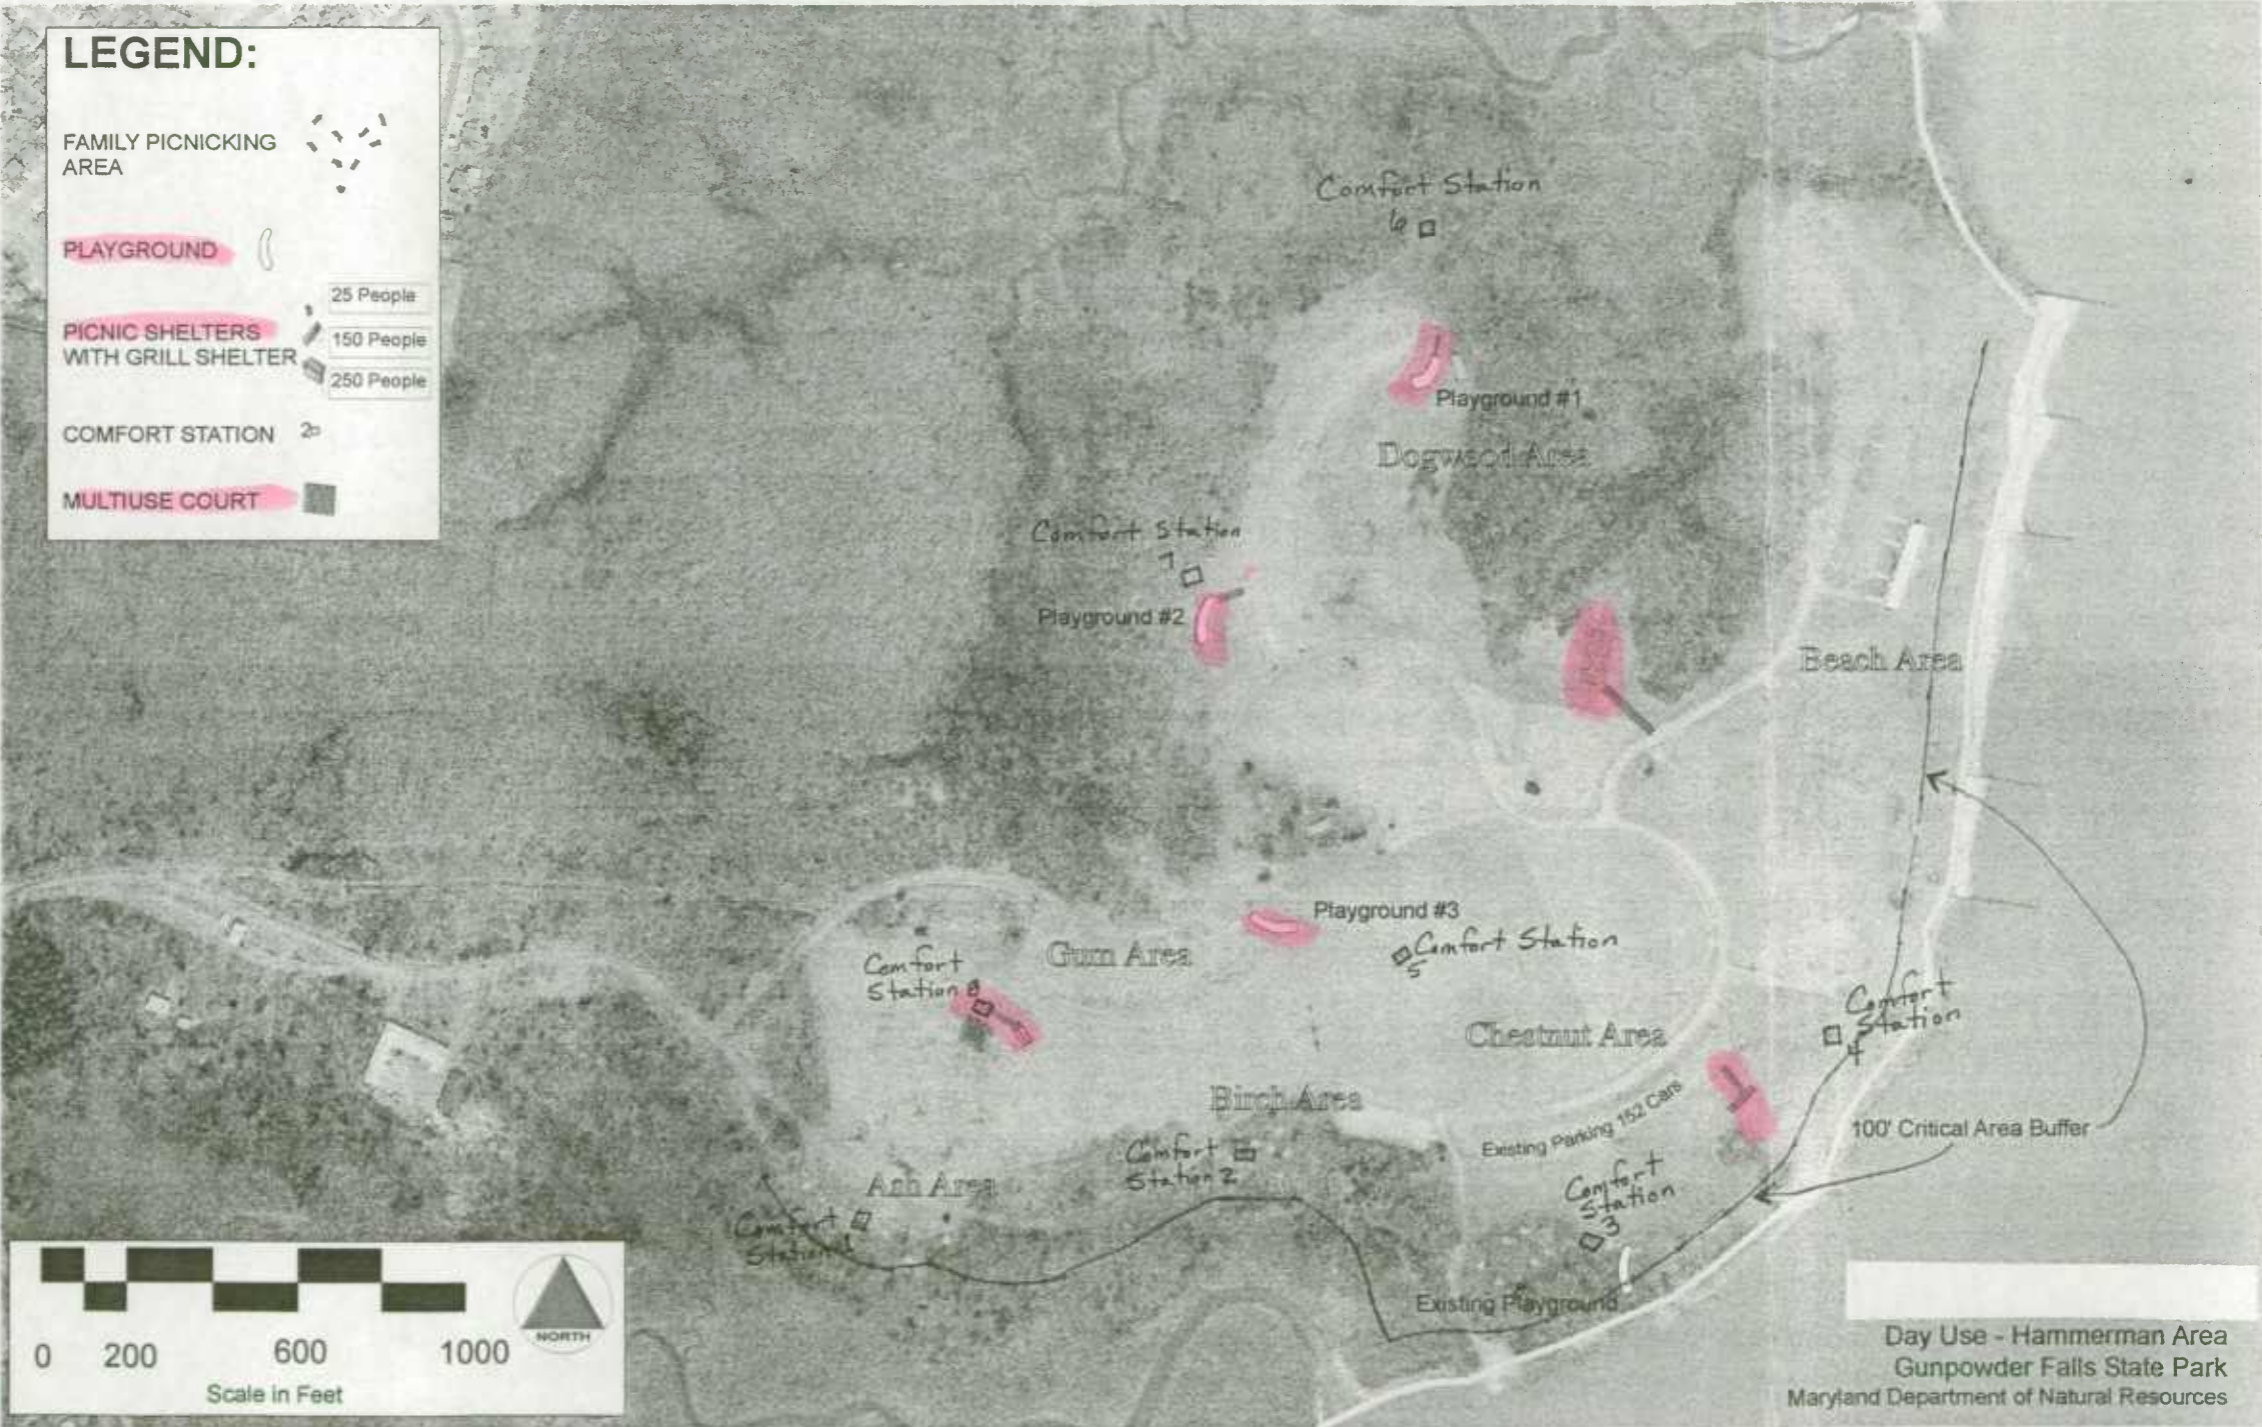 LEGEND:
FAMILY PICNICKING
AREA
PLAYGROUND
25 People
PICNIC SHELTERS
150 People
WITH GRILL SHELTER
250 People
COMFORT STATION 2
MULTIUSE COURT
Comfort Station
6
Playground #1
Dogwood Area
Comfort Station
7
Playground #2
Beach Area
Playground #3
Comfort Station
5
Gum Area
Comfort
Station 8
Comfort
Station
4
Chestnut Area
Birch Area
Existing Parking 152 Cars
100' Critical Area Buffer
Comfort
Station 2
Comfort
Station
3
Ash Area
Comfort
Station 1
Existing Playground
NORTH
0 200 600 1000
Scale in Feet
Day Use - Hammerman Area
Gunpowder Falls State Park
Maryland Department of Natural Resources